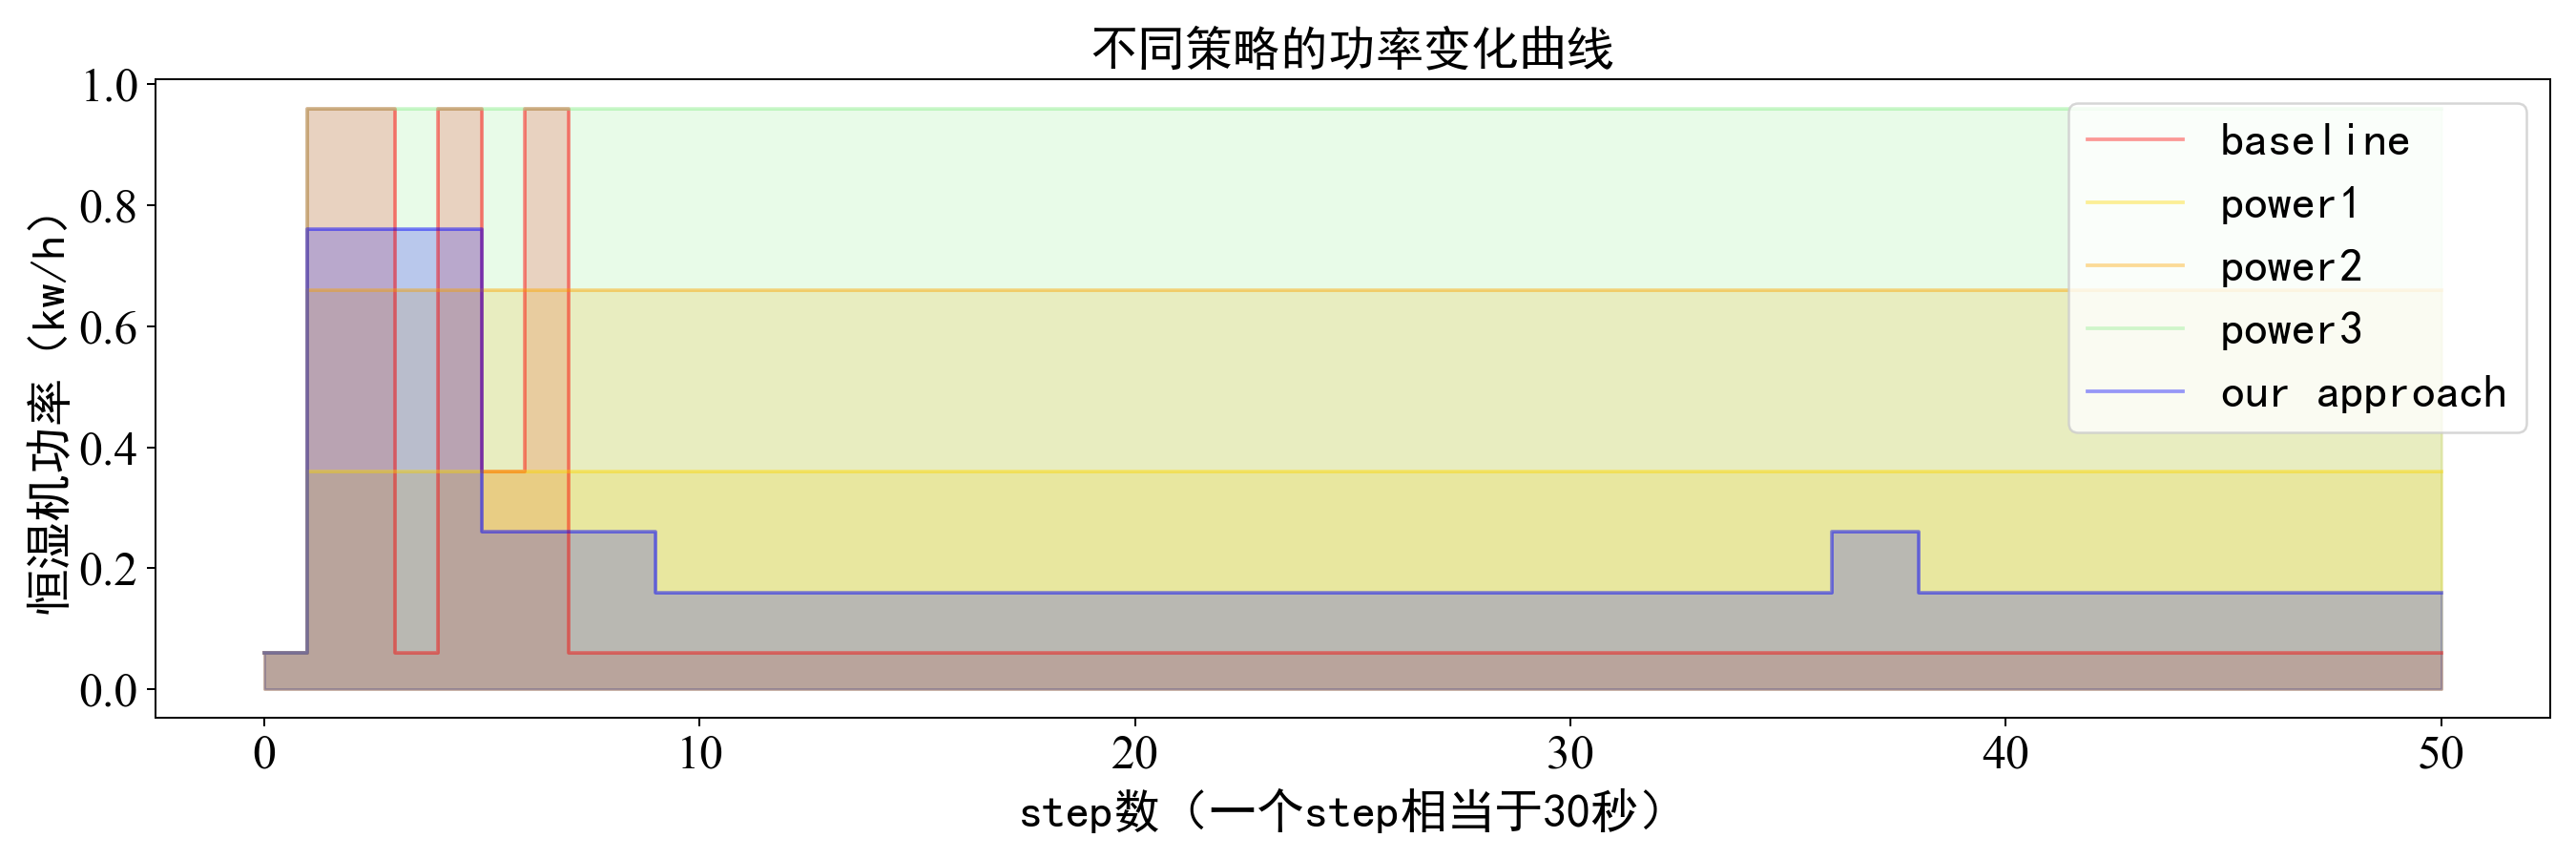 不同策略的功率变化曲线
恒湿机功率（kw/h）
1.0
0.8
0.6
0.4
0.2
0.0
baseline
power1
power2
power3
our approach
0 10 20 30 40 50
step数（一个step相当于30秒）